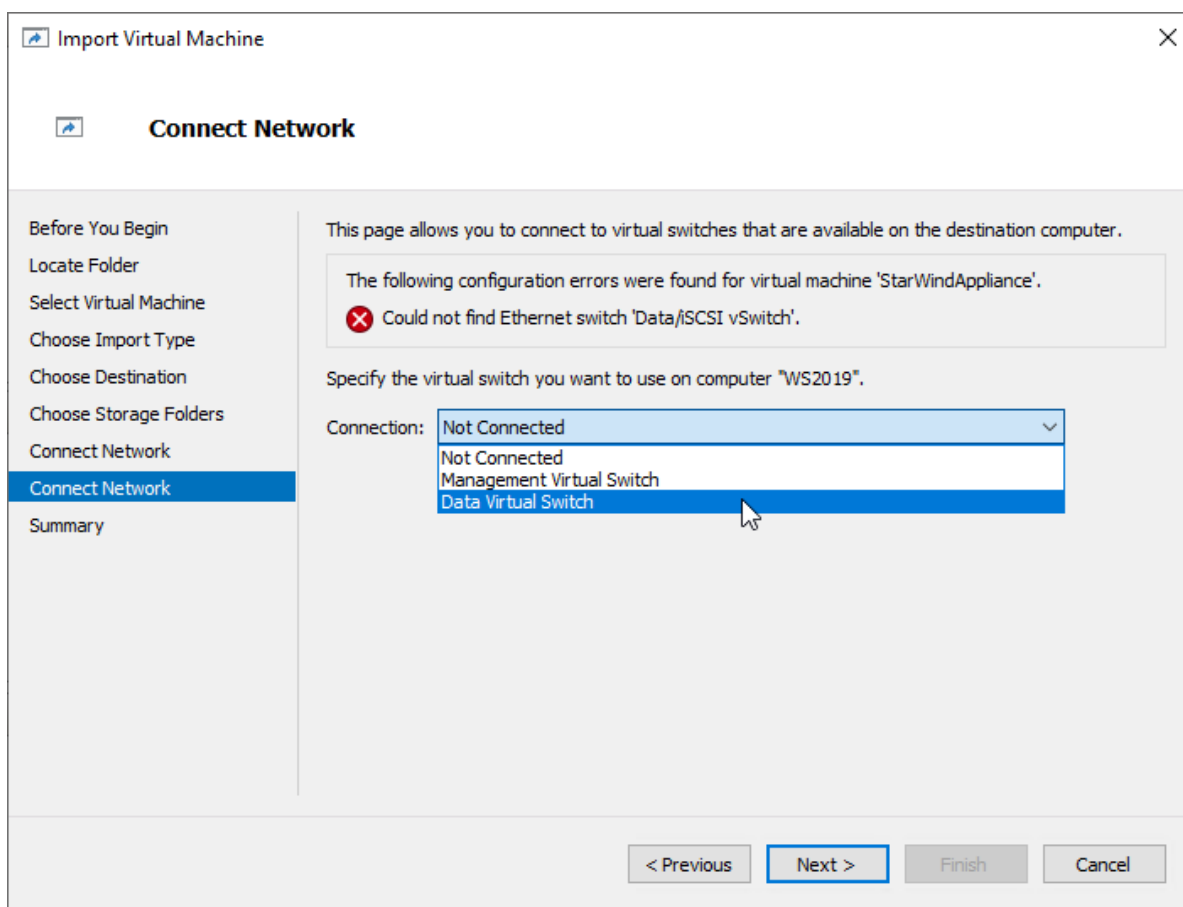 Import Virtual Machine
Connect Network
Before You Begin
Locate Folder
Select Virtual Machine
Choose Import Type
Choose Destination
Choose Storage Folders
Connect Network
Connect Network
Summary
This page allows you to connect to virtual switches that are available on the destination computer.
The following configuration errors were found for virtual machine 'StarWindAppliance'.
Could not find Ethernet switch 'Data/iSCSI vSwitch'.
Specify the virtual switch you want to use on computer "WS2019".
Connection: Not Connected
Not Connected
Management Virtual Switch
Data Virtual Switch
< Previous Next > Finish Cancel